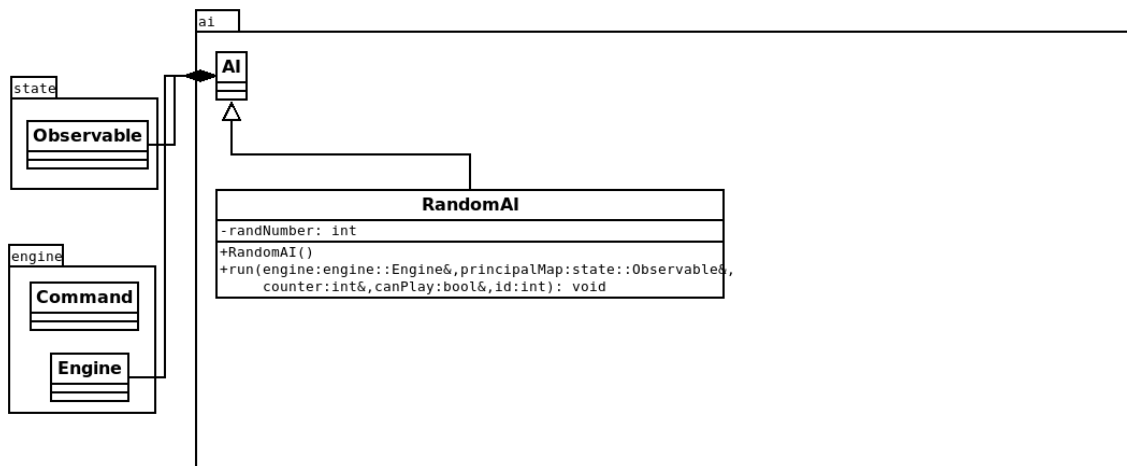 ai
AI
state
Observable
RandomAI
-randNumber: int
+RandomAI()
+run(engine:engine::Engine&,principalMap:state::Observable&,
counter:int&,canPlay:bool&,id:int): void
engine
Command
Engine